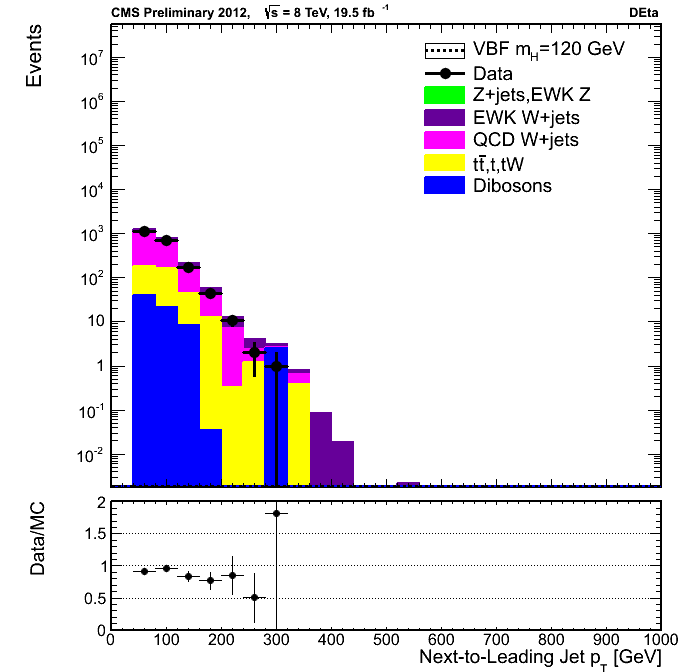 CMS Preliminary 2012, √s = 8 TeV, 19.5 fb⁻¹ DEta
Events
VBF m_H=120 GeV
Data
Z+jets,EWK Z
EWK W+jets
QCD W+jets
tt̅,t,tW
Dibosons
10⁷
10⁶
10⁵
10⁴
10³
10²
10
1
10⁻¹
10⁻²
Data/MC
2
1.5
1
0.5
0
0 100 200 300 400 500 600 700 800 900 1000
Next-to-Leading Jet p_T [GeV]